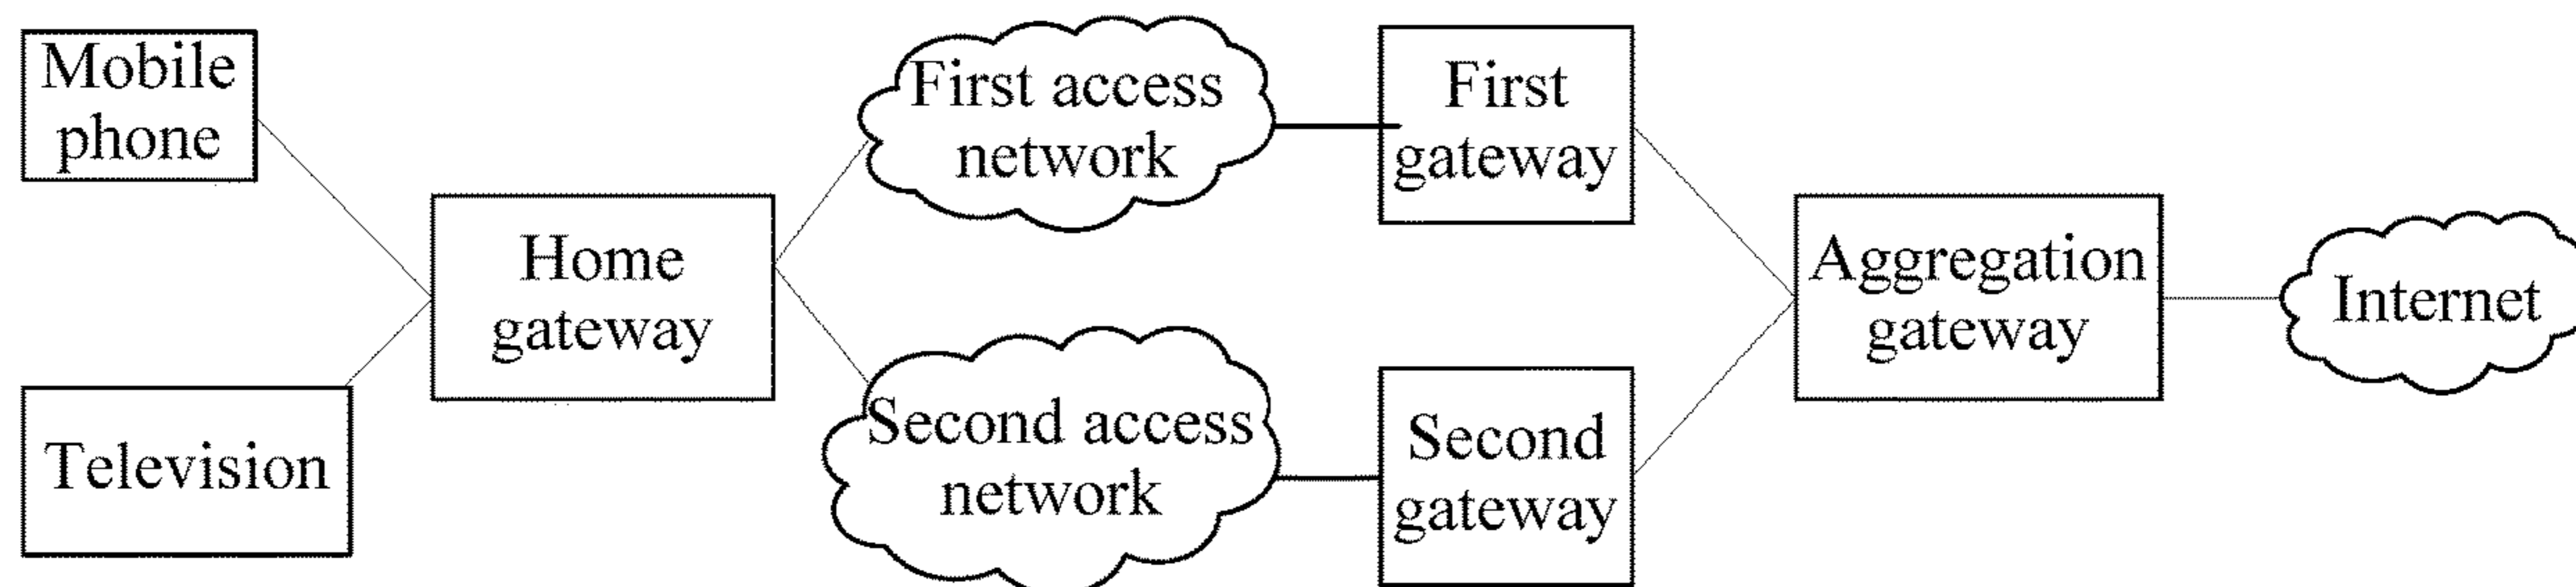 Mobile
phone
Television
Home
gateway
First access
network
Second access
network
First
gateway
Second
gateway
Aggregation
gateway
Internet